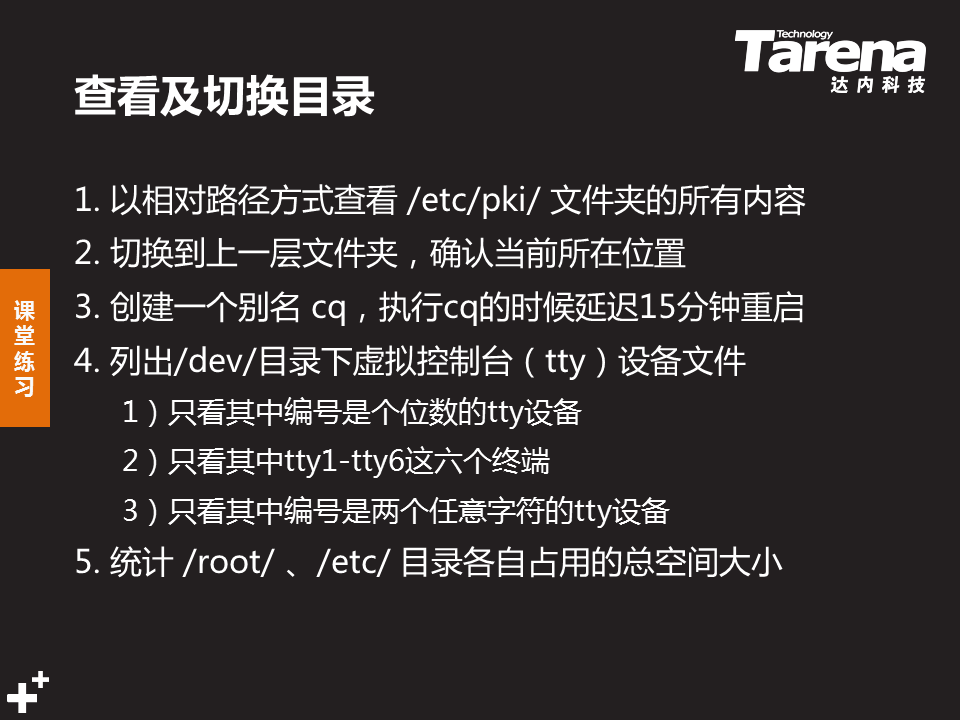 Technology
Tarena
达内科技
查看及切换目录
1. 以相对路径方式查看 /etc/pki/ 文件夹的所有内容
2. 切换到上一层文件夹，确认当前所在位置
3. 创建一个别名 cq，执行cq的时候延迟15分钟重启
课堂练习
4. 列出/dev/目录下虚拟控制台（tty）设备文件
1）只看其中编号是个位数的tty设备
2）只看其中tty1-tty6这六个终端
3）只看其中编号是两个任意字符的tty设备
5. 统计 /root/ 、/etc/ 目录各自占用的总空间大小